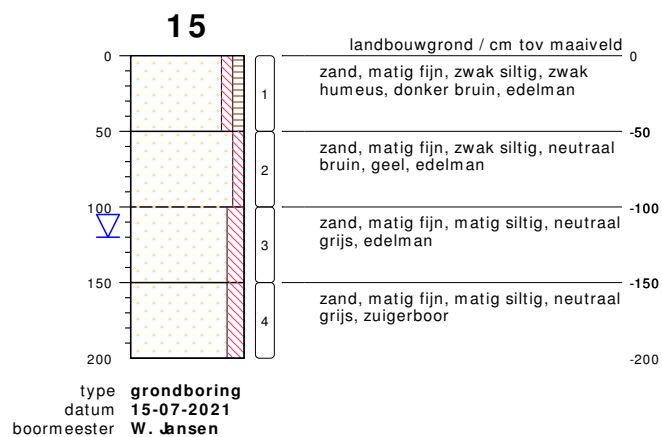 15
landbouwgrond / cm tov maaiveld
0
0
zand, matig fijn, zwak siltig, zwak
humeus, donker bruin, edelman
1
50
-50
zand, matig fijn, zwak siltig, neutraal
bruin, geel, edelman
2
100
-100
zand, matig fijn, matig siltig, neutraal
grijs, edelman
3
150
-150
zand, matig fijn, matig siltig, neutraal
grijs, zuigerboor
4
200
-200
type grondboring
datum 15-07-2021
boormeester W. Jansen